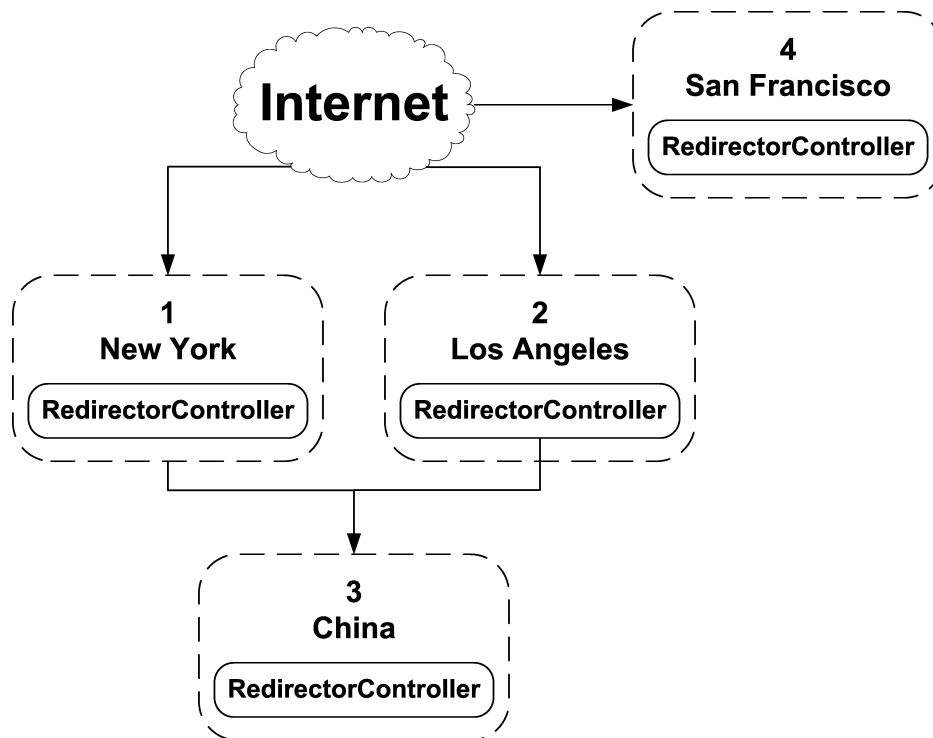 Internet
4
San Francisco
RedirectorController
1
New York
RedirectorController
2
Los Angeles
RedirectorController
3
China
RedirectorController